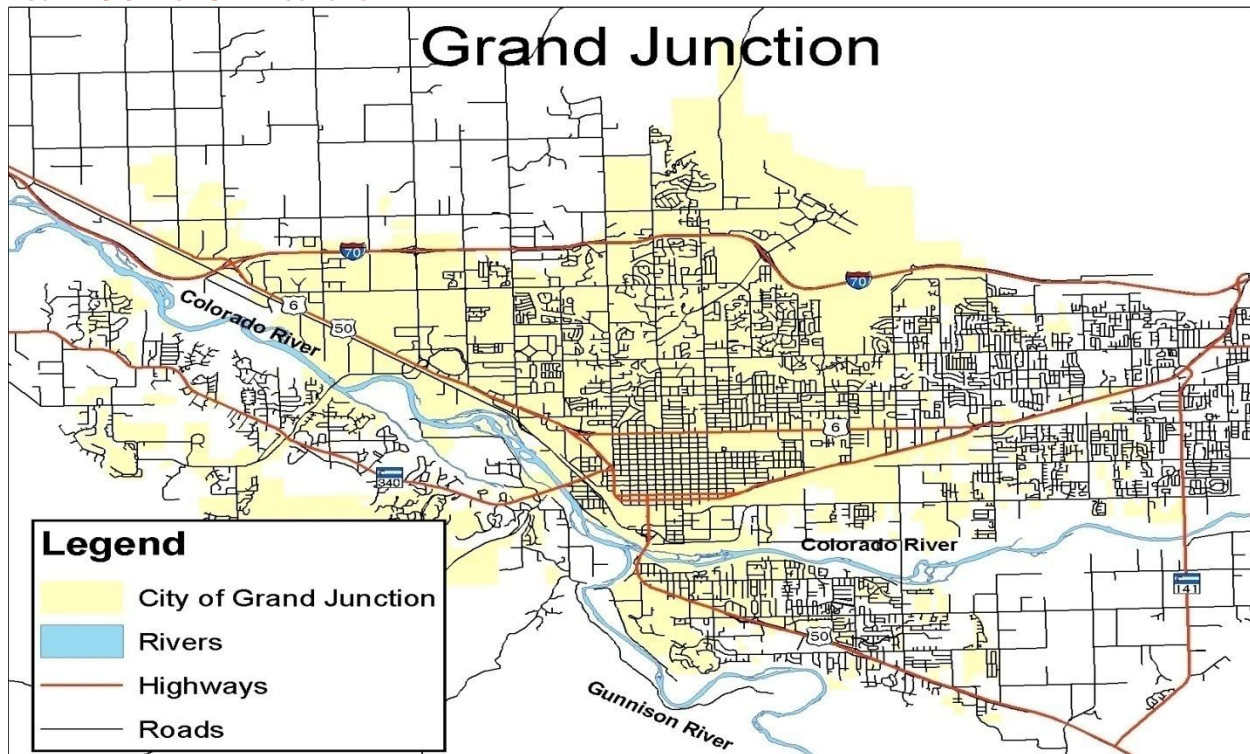 Grand Junction
70
70
6
50
Colorado River
6
340
Colorado River
141
50
Gunnison River
Legend
City of Grand Junction
Rivers
Highways
Roads